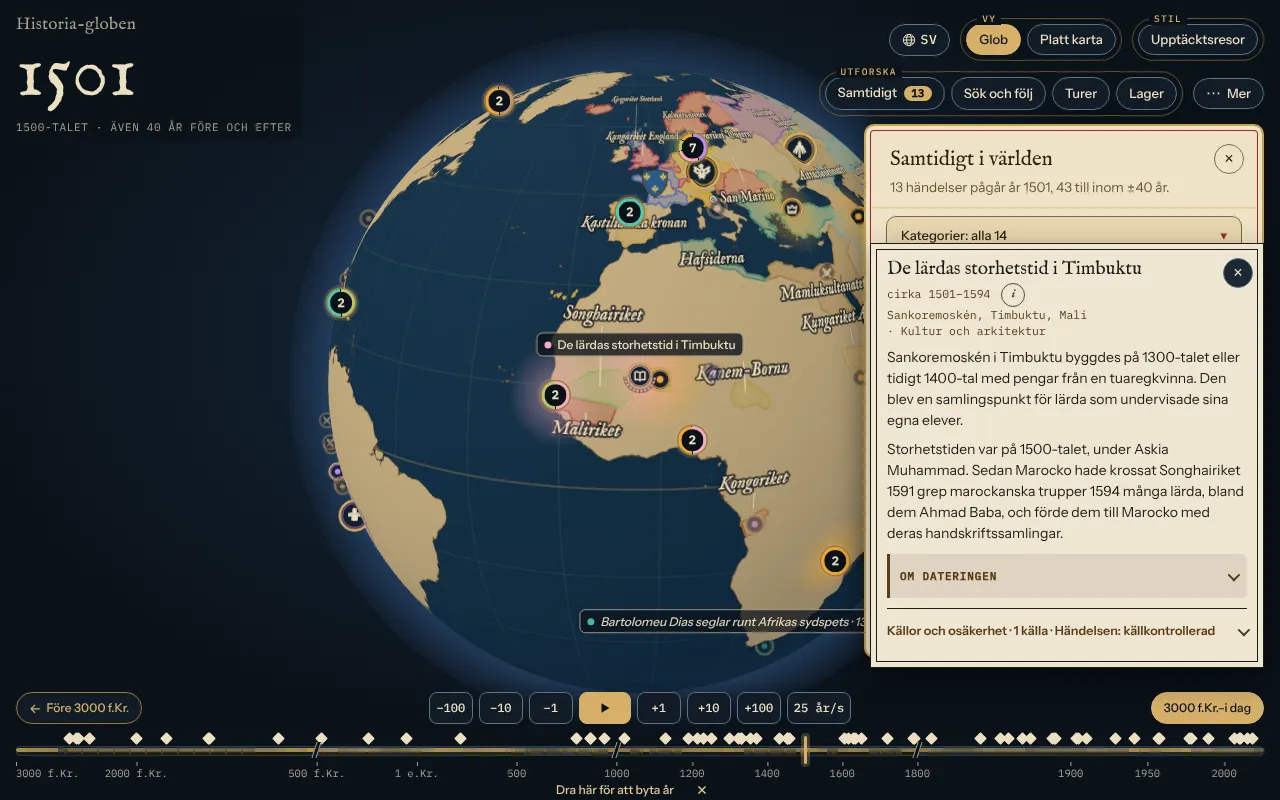 Historia-globen
1501
1500-TALET · ÄVEN 40 ÅR FÖRE OCH EFTER
SV
VY
Glob
Platt karta
STIL
Upptäcktsresor
UTFORSKA
Samtidigt 13
Sök och följ
Turer
Lager
··· Mer
Samtidigt i världen
13 händelser pågår år 1501, 43 till inom ±40 år.
Kategorier: alla 14
De lärdas storhetstid i Timbuktu
cirka 1501–1594
i
Sankoremoskén, Timbuktu, Mali
· Kultur och arkitektur
Sankoremoskén i Timbuktu byggdes på 1300-talet eller
tidigt 1400-tal med pengar från en tuaregkvinna. Den
blev en samlingspunkt för lärda som undervisade sina
egna elever.
Storhetstiden var på 1500-talet, under Askia
Muhammad. Sedan Marocko hade krossat Songhairiket
1591 grep marockanska trupper 1594 många lärda, bland
dem Ahmad Baba, och förde dem till Marocko med
deras handskriftssamlingar.
OM DATERINGEN
Källor och osäkerhet · 1 källa · Händelsen: källkontrollerad
2
Kungariket Skottland
Kungariket England
7
San Marino
2
kronan
Hafsiderna
2
Mamluksultanatet
Songhairiket
Kungariket
De lärdas storhetstid i Timbuktu
Kanem-Bornu
2
Maliriket
2
Kongoriket
2
Bartolomeu Dias seglar runt Afrikas sydspets · 13
← Före 3000 f.Kr.
−100
−10
−1
+1
+10
+100
25 år/s
3000 f.Kr.–i dag
3000 f.Kr.
2000 f.Kr.
500 f.Kr.
1 e.Kr.
500
1000
1200
1400
1600
1800
1900
1950
2000
Dra här för att byta år